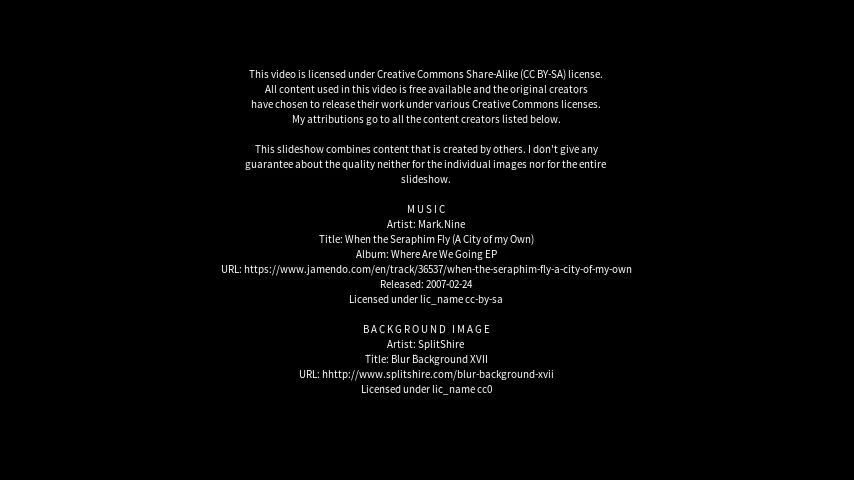 This video is licensed under Creative Commons Share-Alike (CC BY-SA) license.
All content used in this video is free available and the original creators
have chosen to release their work under various Creative Commons licenses.
My attributions go to all the content creators listed below.
This slideshow combines content that is created by others. I don't give any
guarantee about the quality neither for the individual images nor for the entire
slideshow.
MUSIC
Artist: Mark.Nine
Title: When the Seraphim Fly (A City of my Own)
Album: Where Are We Going EP
URL: https://www.jamendo.com/en/track/36537/when-the-seraphim-fly-a-city-of-my-own
Released: 2007-02-24
Licensed under lic_name cc-by-sa
BACKGROUND IMAGE
Artist: SplitShire
Title: Blur Background XVII
URL: hhttp://www.splitshire.com/blur-background-xvii
Licensed under lic_name cc0